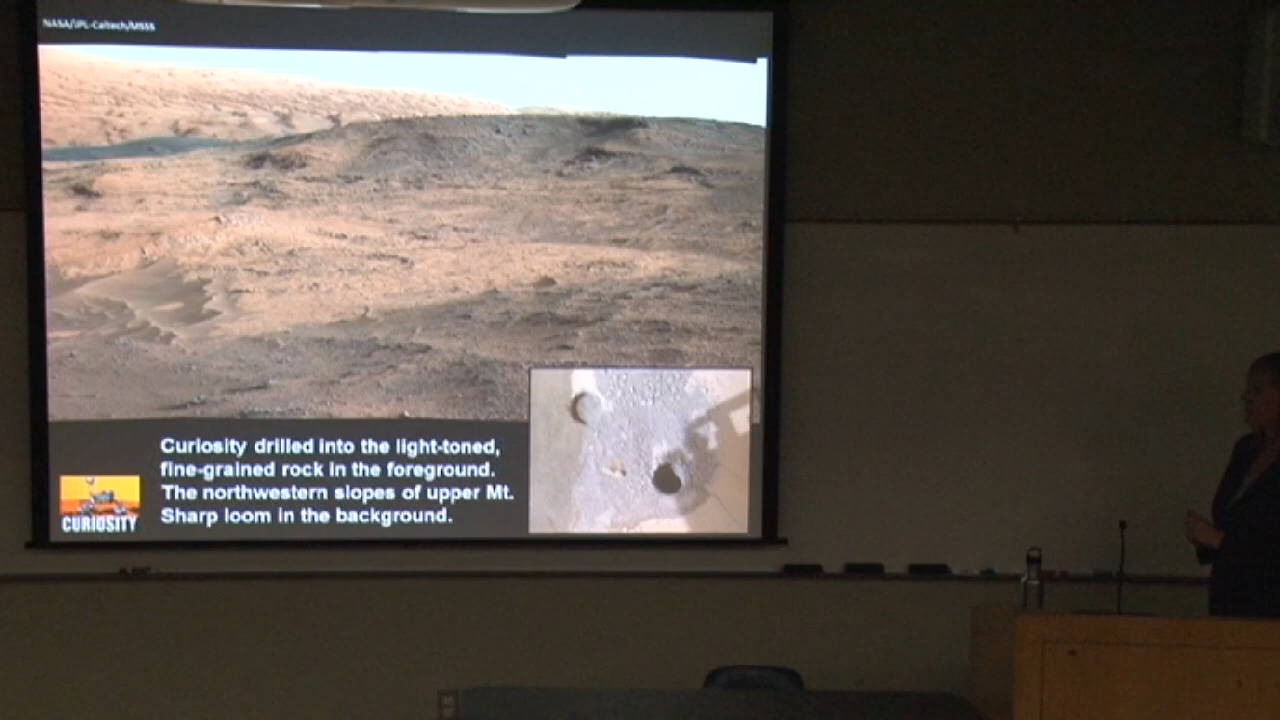 NASA/JPL-Caltech/MSSS
Curiosity drilled into the light-toned,
fine-grained rock in the foreground.
The northwestern slopes of upper Mt.
Sharp loom in the background.
CURIOSITY